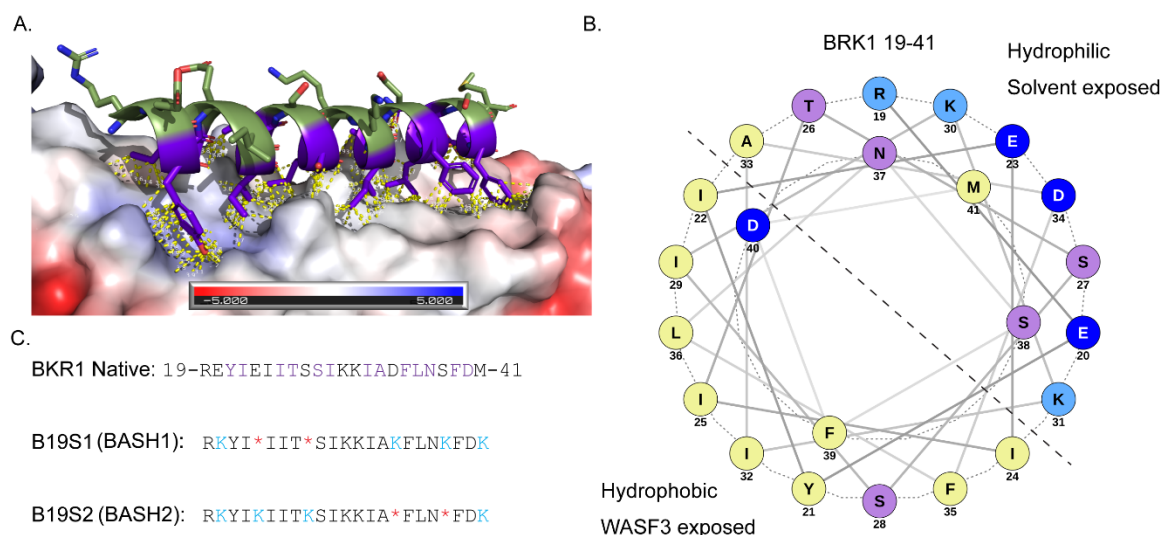 A.
-5.000 5.000
B.
BRK1 19-41
Hydrophilic
Solvent exposed
R
19
K
30
E
23
D
34
S
27
E
20
K
31
I
24
F
35
S
28
Y
21
I
32
I
25
L
36
I
29
I
22
A
33
T
26
N
37
M
41
S
38
F
39
D
40
Hydrophobic
WASF3 exposed
C.
BKR1 Native: 19-REYIEIITSSIKKIADFLNSFDM-41
B19S1 (BASH1): RKYI*IIT*SIKKIAKFLNKFDK
B19S2 (BASH2): RKYIKIITKSIKKIA*FLN*FDK